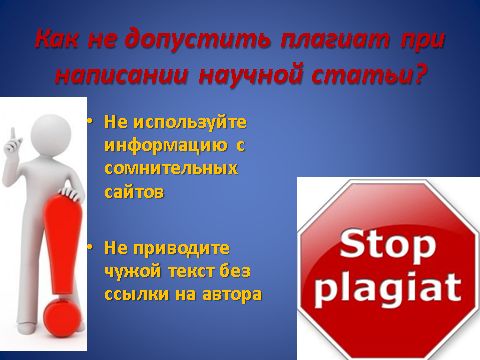 Как не допустить плагиат при
написании научной статьи?
• Не используйте
информацию с
сомнительных
сайтов
• Не приводите
чужой текст без
ссылки на автора
Stop
plagiat